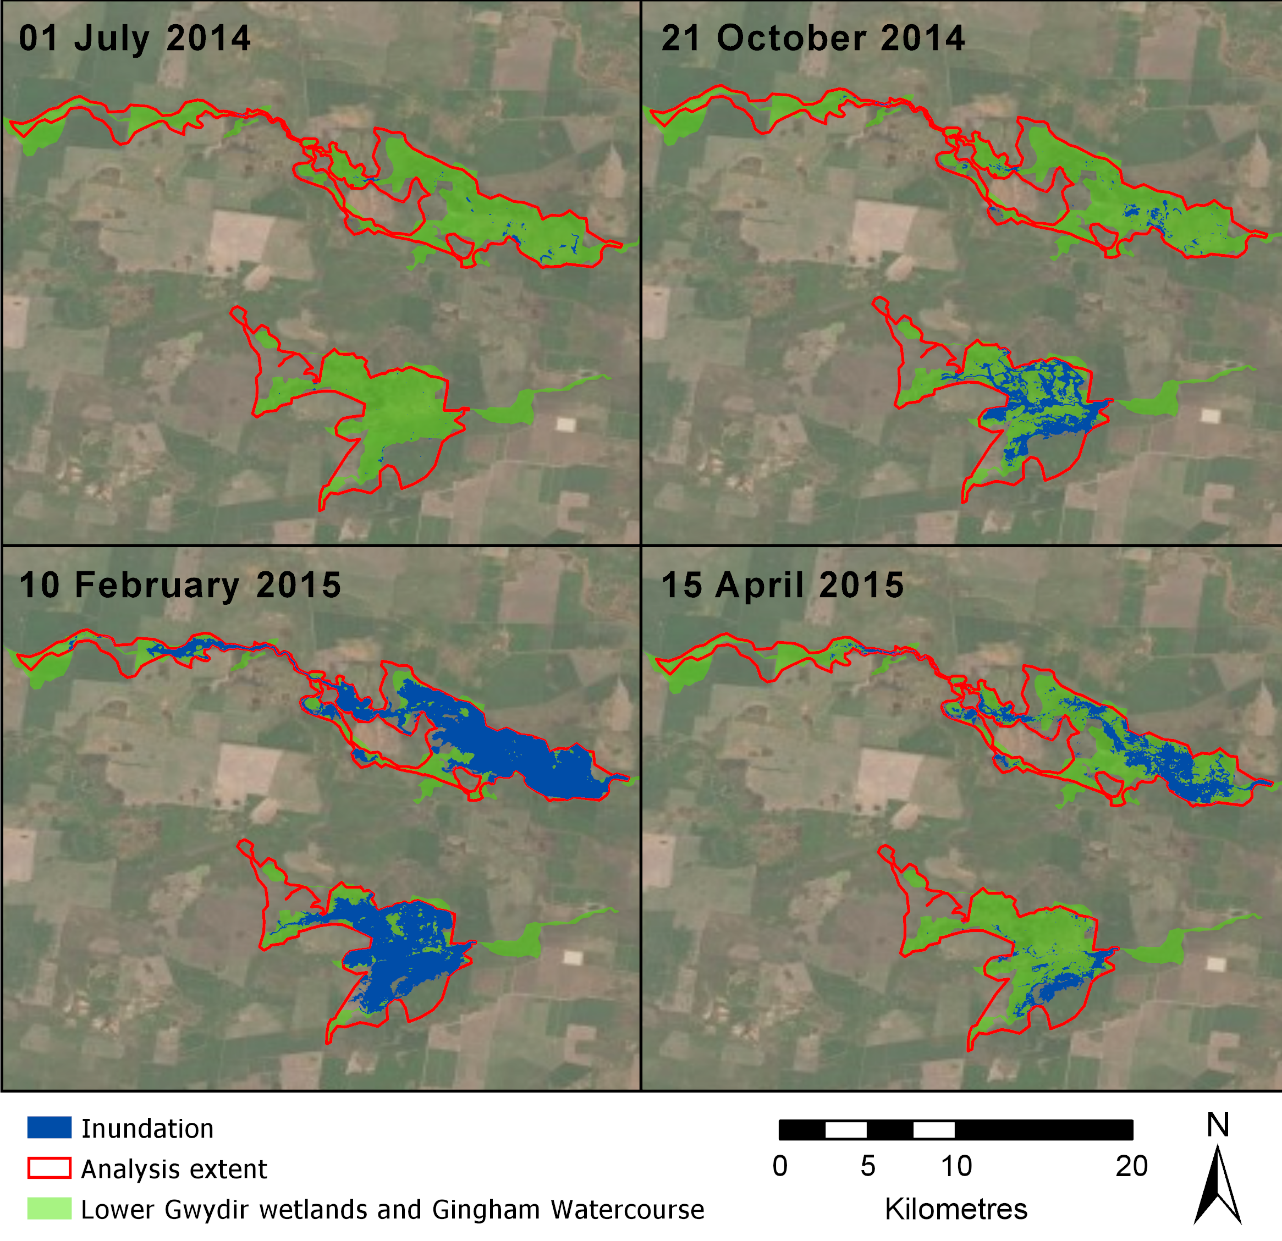 01 July 2014
21 October 2014
10 February 2015
15 April 2015
Inundation
Analysis extent
Lower Gwydir wetlands and Gingham Watercourse
0 5 10 20
Kilometres
N